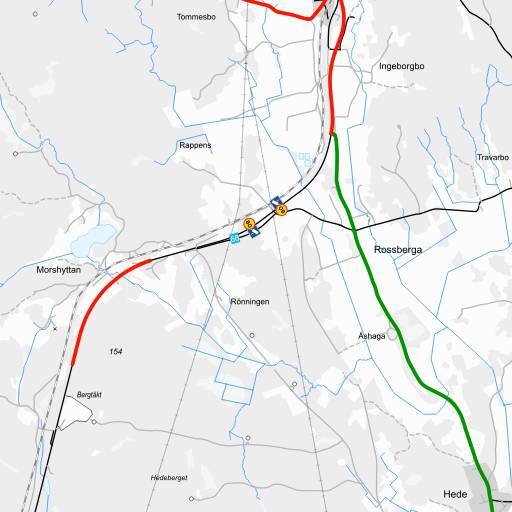 Tommesbo
Ingeborgbo
Rappens
Travarbo
Rossberga
Morshyttan
Rönningen
Åshaga
154
Bergtäkt
Hedeberget
Hede